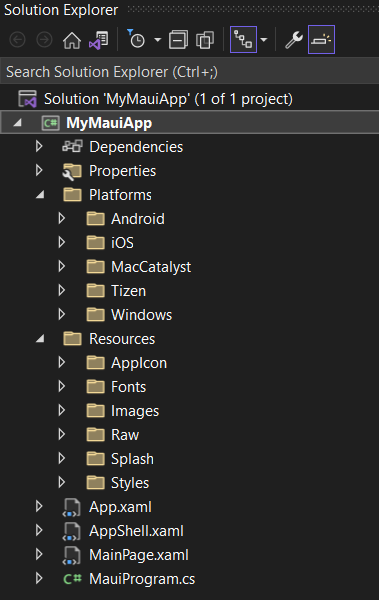 Solution Explorer
Search Solution Explorer (Ctrl+;)
Solution 'MyMauiApp' (1 of 1 project)
C# MyMauiApp
Dependencies
Properties
Platforms
Android
iOS
MacCatalyst
Tizen
Windows
Resources
AppIcon
Fonts
Images
Raw
Splash
Styles
App.xaml
AppShell.xaml
MainPage.xaml
C# MauiProgram.cs